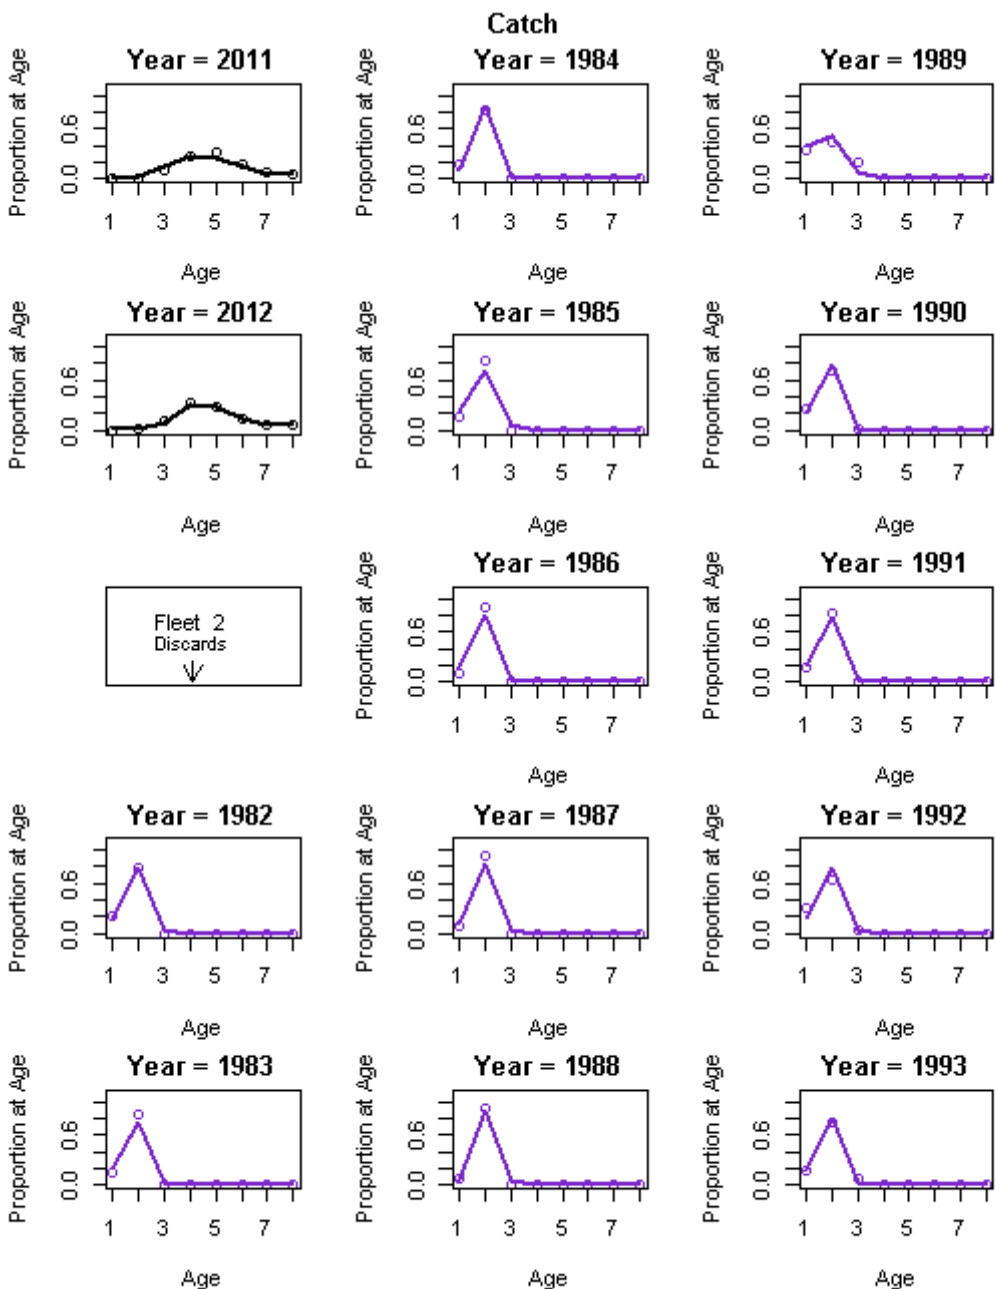 Catch
Year = 2011
Proportion at Age
0.0 0.6
1 3 5 7
Age
Year = 1984
Proportion at Age
0.0 0.6
1 3 5 7
Age
Year = 1989
Proportion at Age
0.0 0.6
1 3 5 7
Age
Year = 2012
Proportion at Age
0.0 0.6
1 3 5 7
Age
Year = 1985
Proportion at Age
0.0 0.6
1 3 5 7
Age
Year = 1990
Proportion at Age
0.0 0.6
1 3 5 7
Age
Fleet 2
Discards
Year = 1986
Proportion at Age
0.0 0.6
1 3 5 7
Age
Year = 1991
Proportion at Age
0.0 0.6
1 3 5 7
Age
Year = 1982
Proportion at Age
0.0 0.6
1 3 5 7
Age
Year = 1987
Proportion at Age
0.0 0.6
1 3 5 7
Age
Year = 1992
Proportion at Age
0.0 0.6
1 3 5 7
Age
Year = 1983
Proportion at Age
0.0 0.6
1 3 5 7
Age
Year = 1988
Proportion at Age
0.0 0.6
1 3 5 7
Age
Year = 1993
Proportion at Age
0.0 0.6
1 3 5 7
Age